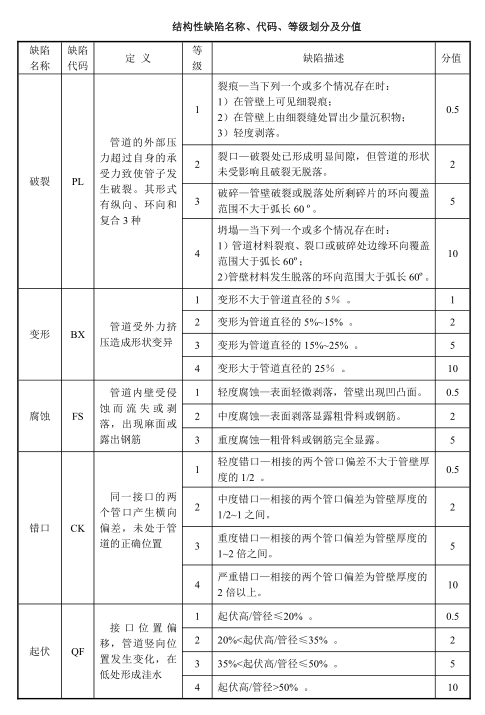 结构性缺陷名称、代码、等级划分及分值
缺陷名称 缺陷代码 定 义 等级 缺陷描述 分值
破裂 PL
管道的外部压
力超过自身的承
受力致使管子发
生破裂。其形式
有纵向、环向和
复合 3 种
1
裂痕—当下列一个或多个情况存在时:
1）在管壁上可见细裂痕;
2）在管壁上由细裂缝处冒出少量沉积物;
3）轻度剥落。
0.5
2
裂口—破裂处已形成明显间隙，但管道的形状
未受影响且破裂无脱落。
2
3
破碎—管壁破裂或脱落处所剩碎片的环向覆盖
范围不大于弧长 60 º。
5
4
坍塌—当下列一个或多个情况存在时:
1）管道材料裂痕、裂口或破碎处边缘环向覆盖
范围大于弧长 60º;
2)管壁材料发生脱落的环向范围大于弧长 60º。
10
变形 BX
管道受外力挤
压造成形状变异
1 变形不大于管道直径的 5％ 。 1
2 变形为管道直径的 5%~15% 。 2
3 变形为管道直径的 15%~25% 。 5
4 变形大于管道直径的 25％ 。 10
腐蚀 FS
管道内壁受侵
蚀而流失或剥
落，出现麻面或
露出钢筋
1 轻度腐蚀—表面轻微剥落，管壁出现凹凸面。 0.5
2 中度腐蚀—表面剥落显露粗骨料或钢筋。 2
3 重度腐蚀—粗骨料或钢筋完全显露。 5
错口 CK
同一接口的两
个管口产生横向
偏差，未处于管
道的正确位置
1
轻度错口—相接的两个管口偏差不大于管壁厚
度的 1/2 。
0.5
2
中度错口—相接的两个管口偏差为管壁厚度的
1/2~1 之间。
2
3
重度错口—相接的两个管口偏差为管壁厚度的
1~2 倍之间。
5
4
严重错口—相接的两个管口偏差为管壁厚度的
2 倍以上。
10
起伏 QF
接口位置偏
移，管道竖向位
置发生变化，在
低处形成洼水
1 起伏高/管径≤20% 。 0.5
2 20%<起伏高/管径≤35% 。 2
3 35%<起伏高/管径≤50% 。 5
4 起伏高/管径>50% 。 10